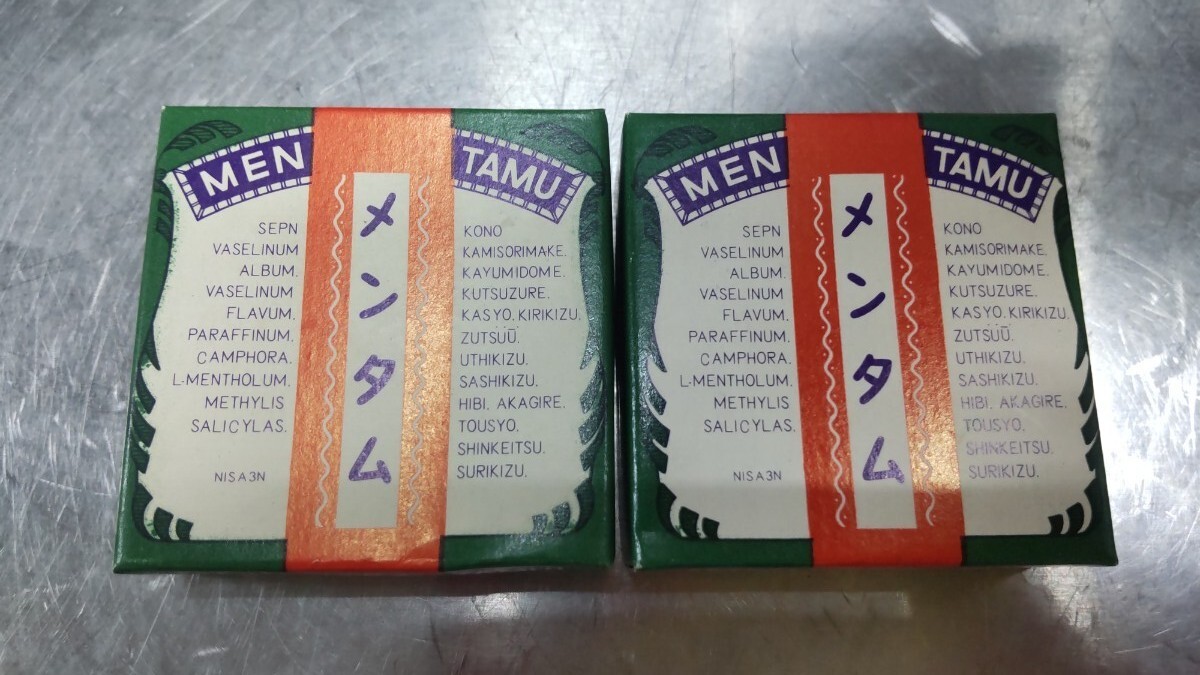 MEN TAMU
メンタム
SEPN
VASELINUM
ALBUM.
VASELINUM
FLAVUM.
PARAFFINUM.
CAMPHORA.
L-MENTHOLUM.
METHYLIS
SALICYLAS.
NISA3N
KONO
KAMISORIMAKE.
KAYUMIDOME.
KUTSUZURE.
KASYO.KIRIKIZU.
ZUTSUŪ.
UTHIKIZU.
SASHIKIZU.
HIBI. AKAGIRE.
TOUSYO.
SHINKEITSU.
SURIKIZU.
MEN TAMU
メンタム
SEPN
VASELINUM
ALBUM.
VASELINUM
FLAVUM.
PARAFFINUM.
CAMPHORA.
L-MENTHOLUM.
METHYLIS
SALICYLAS.
NISA3N
KONO
KAMISORIMAKE.
KAYUMIDOME.
KUTSUZURE.
KASYO.KIRIKIZU.
ZUTSUŪ.
UTHIKIZU.
SASHIKIZU.
HIBI. AKAGIRE.
TOUSYO.
SHINKEITSU.
SURIKIZU.